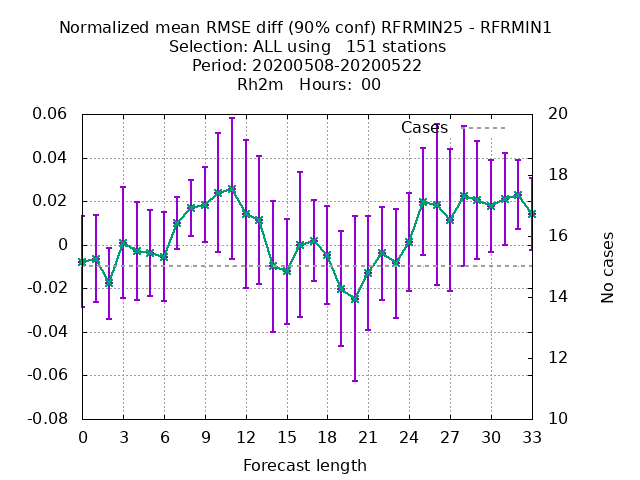 Normalized mean RMSE diff (90% conf) RFRMIN25 - RFRMIN1
Selection: ALL using   151 stations
Period: 20200508-20200522
Rh2m   Hours:  00
Cases
0.06
0.04
0.02
0
-0.02
-0.04
-0.06
-0.08
20
18
16
14
12
10
No cases
0 3 6 9 12 15 18 21 24 27 30 33
Forecast length